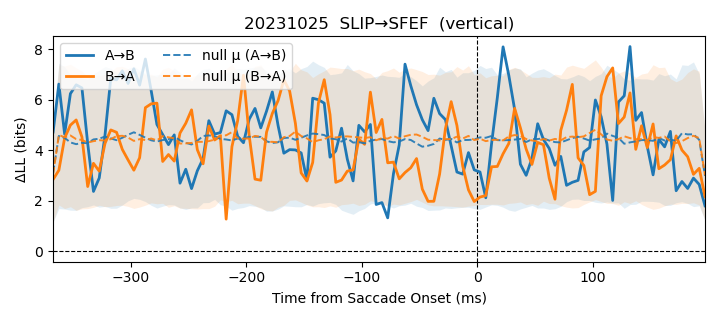 20231025  SLIP→SFEF  (vertical)
A→B
B→A
null μ (A→B)
null μ (B→A)
ΔLL (bits)
8
6
4
2
0
−300
−200
−100
0
100
Time from Saccade Onset (ms)